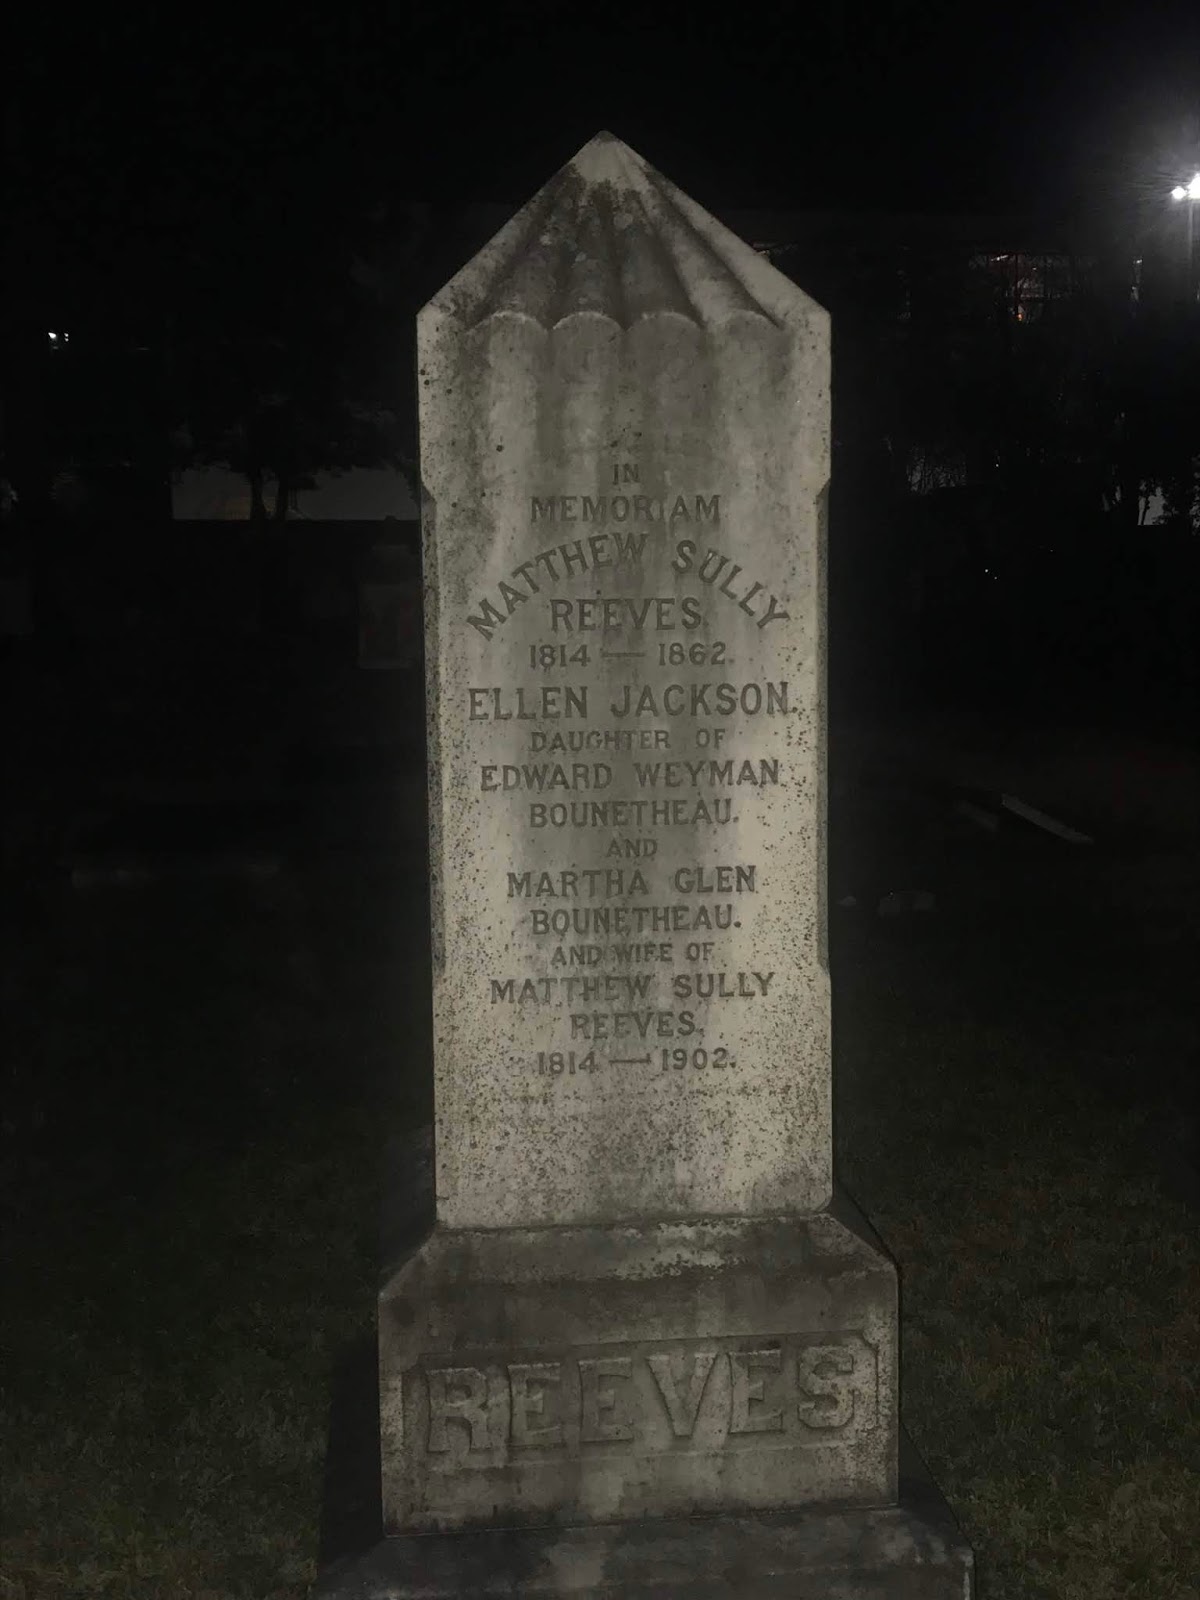 IN
MEMORIAM
MATTHEW SULLY
REEVES.
1814 — 1862.
ELLEN JACKSON.
DAUGHTER OF
EDWARD WEYMAN
BOUNETHEAU.
AND
MARTHA GLEN
BOUNETHEAU.
AND WIFE OF
MATTHEW SULLY
REEVES.
1814 — 1902.
REEVES